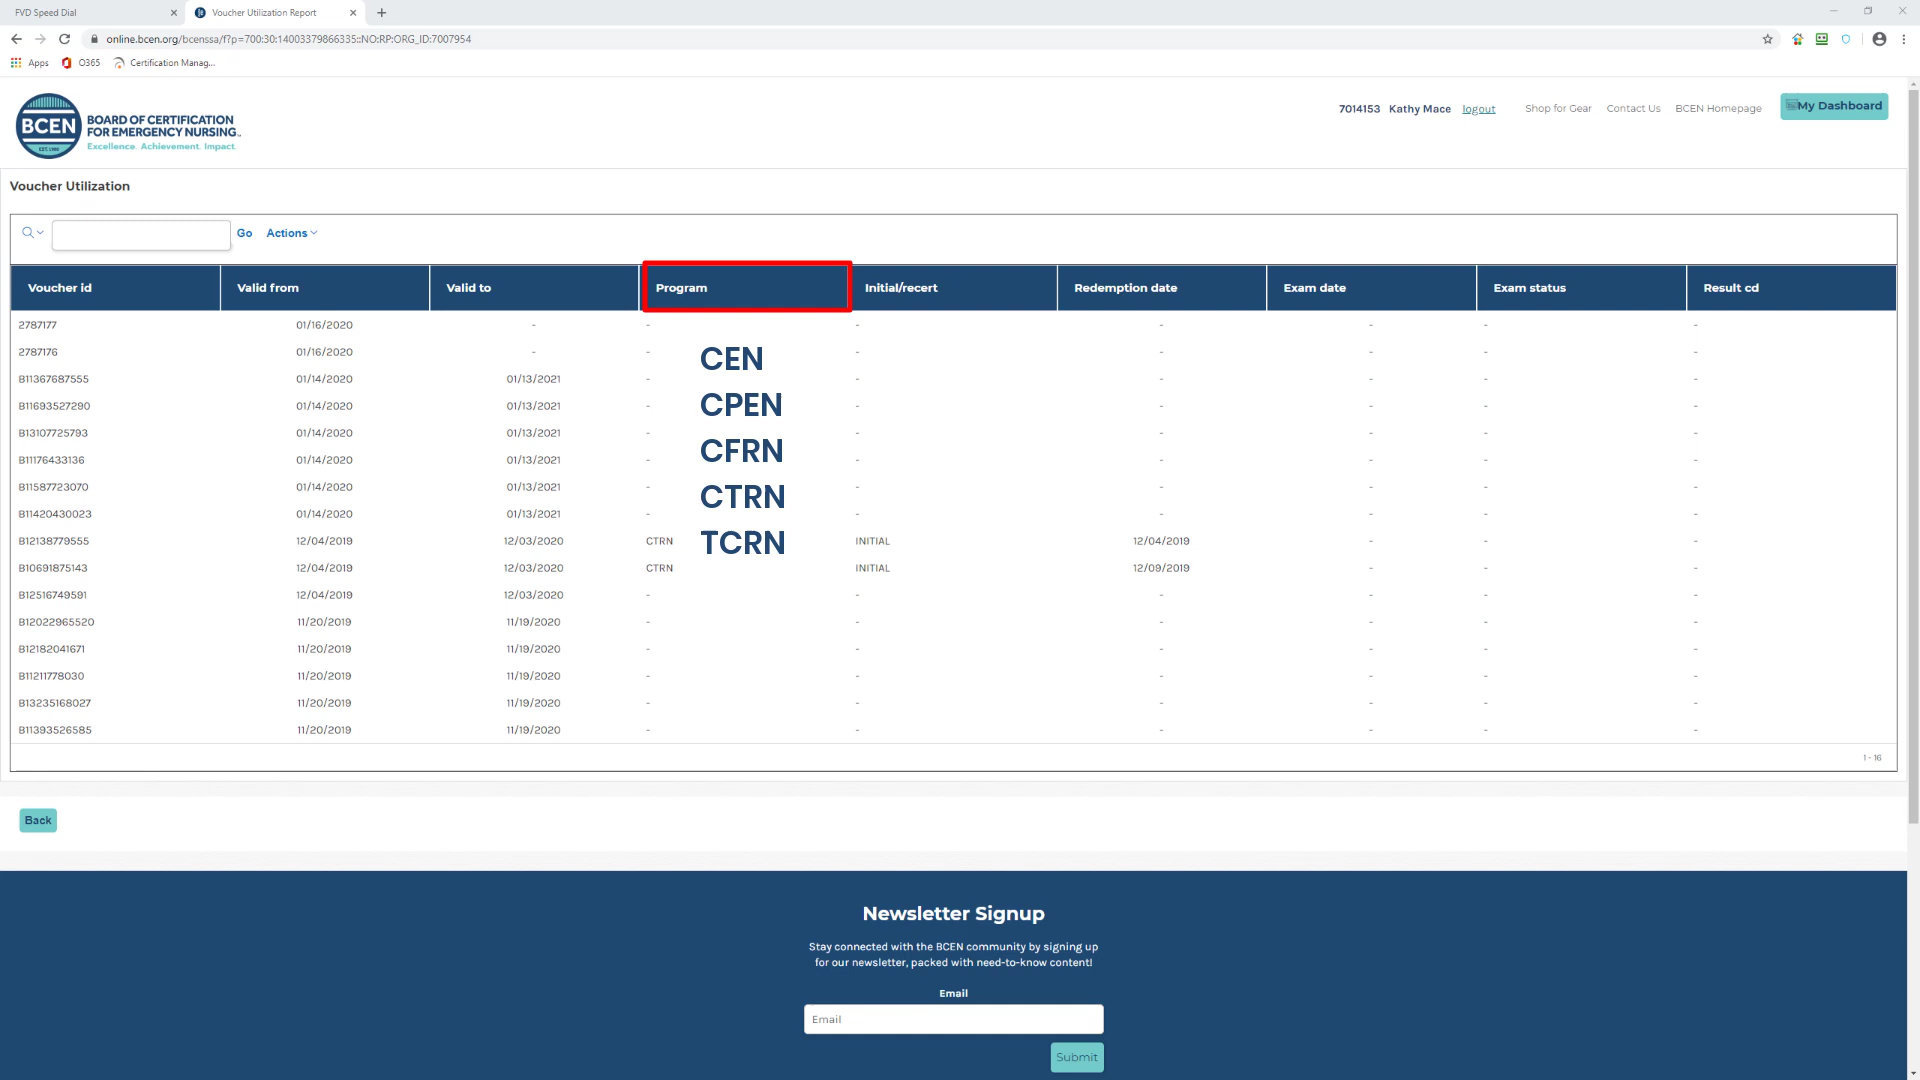 FVD Speed Dial
Voucher Utilization Report
online.bcen.org/bcenssa/f?p=700:30:14003379866335::NO:RP:ORG_ID:7007954
Apps O365 Certification Manag...
BCEN
EST. 1980
BOARD OF CERTIFICATION
FOR EMERGENCY NURSING
Excellence. Achievement. Impact.
7014153 Kathy Mace logout Shop for Gear Contact Us BCEN Homepage My Dashboard
Voucher Utilization
Go Actions
Voucher id Valid from Valid to Program Initial/recert Redemption date Exam date Exam status Result cd
2787177 01/16/2020 - - - - - - -
2787176 01/16/2020 - - - - - - -
CEN
B11367687555 01/14/2020 01/13/2021 - - - - - -
B11693527290 01/14/2020 01/13/2021 - - - - - -
CPEN
B13107725793 01/14/2020 01/13/2021 - - - - - -
B11176433136 01/14/2020 01/13/2021 - - - - - -
CFRN
B11587723070 01/14/2020 01/13/2021 - - - - - -
CTRN
B11420430023 01/14/2020 01/13/2021 - - - - - -
B12138779555 12/04/2019 12/03/2020 CTRN INITIAL 12/04/2019 - - -
TCRN
B10691875143 12/04/2019 12/03/2020 CTRN INITIAL 12/09/2019 - - -
B12516749591 12/04/2019 12/03/2020 - - - - - -
B12022965520 11/20/2019 11/19/2020 - - - - - -
B12182041671 11/20/2019 11/19/2020 - - - - - -
B11211778030 11/20/2019 11/19/2020 - - - - - -
B13235168027 11/20/2019 11/19/2020 - - - - - -
B11393526585 11/20/2019 11/19/2020 - - - - - -
1 - 16
Back
Newsletter Signup
Stay connected with the BCEN community by signing up
for our newsletter, packed with need-to-know content!
Email
Email
Submit